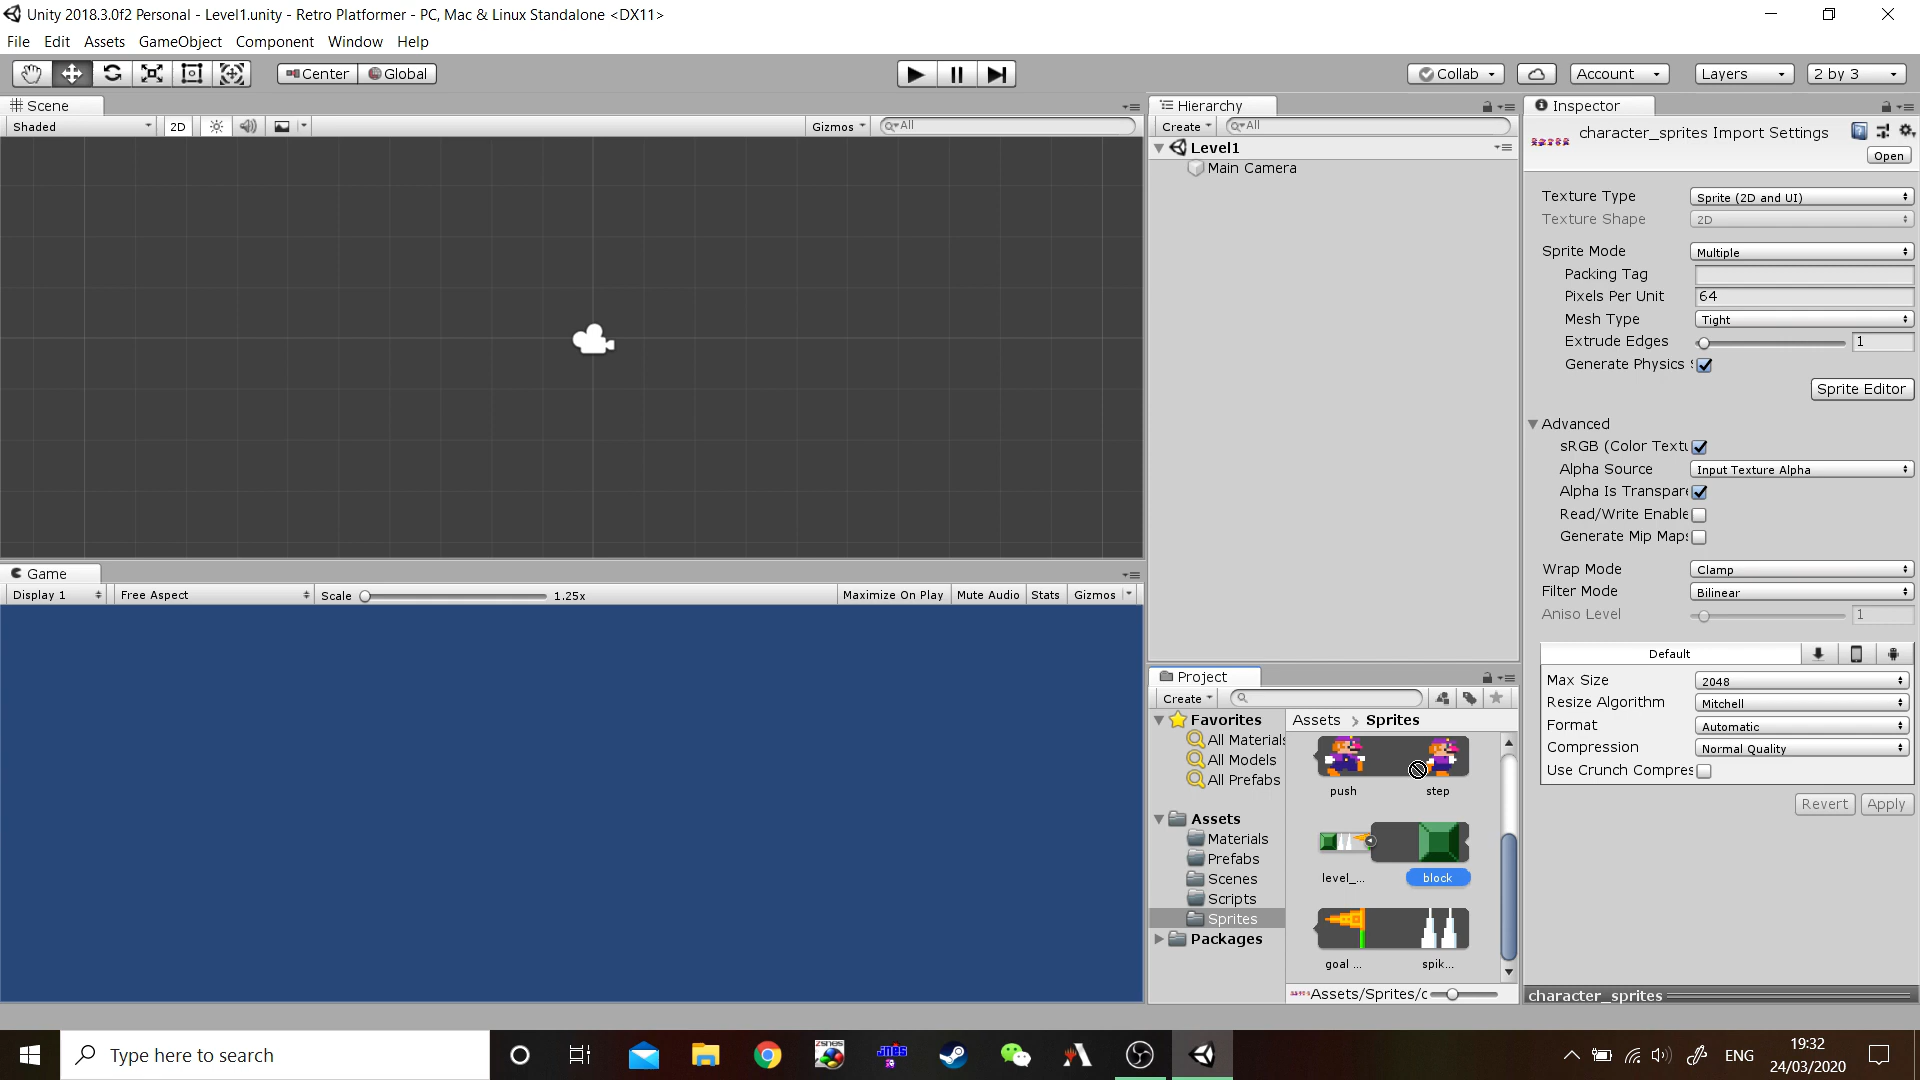 Unity 2018.3.0f2 Personal - Level1.unity - Retro Platformer - PC, Mac & Linux Standalone <DX11>
File Edit Assets GameObject Component Window Help
Center Global Collab Account Layers 2 by 3
Scene
Shaded 2D Gizmos All
Hierarchy
Create All
Level1
Main Camera
Inspector
character_sprites Import Settings
Open
Texture Type Sprite (2D and UI)
Texture Shape 2D
Sprite Mode Multiple
Packing Tag
Pixels Per Unit 64
Mesh Type Tight
Extrude Edges 1
Generate Physics
Sprite Editor
Advanced
sRGB (Color Textu
Alpha Source Input Texture Alpha
Alpha Is Transpare
Read/Write Enable
Generate Mip Maps
Wrap Mode Clamp
Filter Mode Bilinear
Aniso Level 1
Default
Max Size 2048
Resize Algorithm Mitchell
Format Automatic
Compression Normal Quality
Use Crunch Compres
Revert Apply
character_sprites
Game
Display 1 Free Aspect Scale 1.25x Maximize On Play Mute Audio Stats Gizmos
Project
Create
Favorites
All Materials
All Models
All Prefabs
Assets
Materials
Prefabs
Scenes
Scripts
Sprites
Packages
Assets > Sprites
push step
level_... block
goal ... spik...
Assets/Sprites/c
Type here to search
ZSNES
jnes
ENG
19:32
24/03/2020